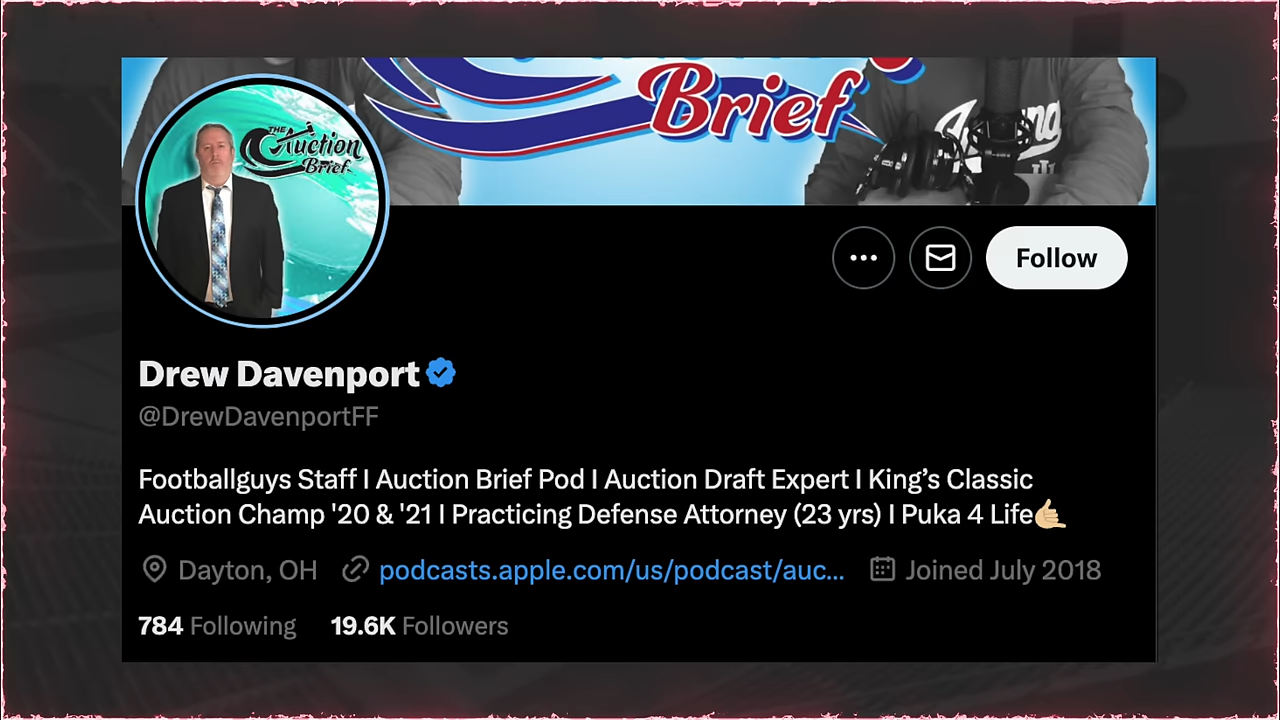 Brief
THE
Auction
Brief
Follow
Drew Davenport
@DrewDavenportFF
Footballguys Staff I Auction Brief Pod I Auction Draft Expert I King’s Classic
Auction Champ '20 & '21 I Practicing Defense Attorney (23 yrs) I Puka 4 Life🤙🏼
Dayton, OH podcasts.apple.com/us/podcast/auc... Joined July 2018
784 Following 19.6K Followers